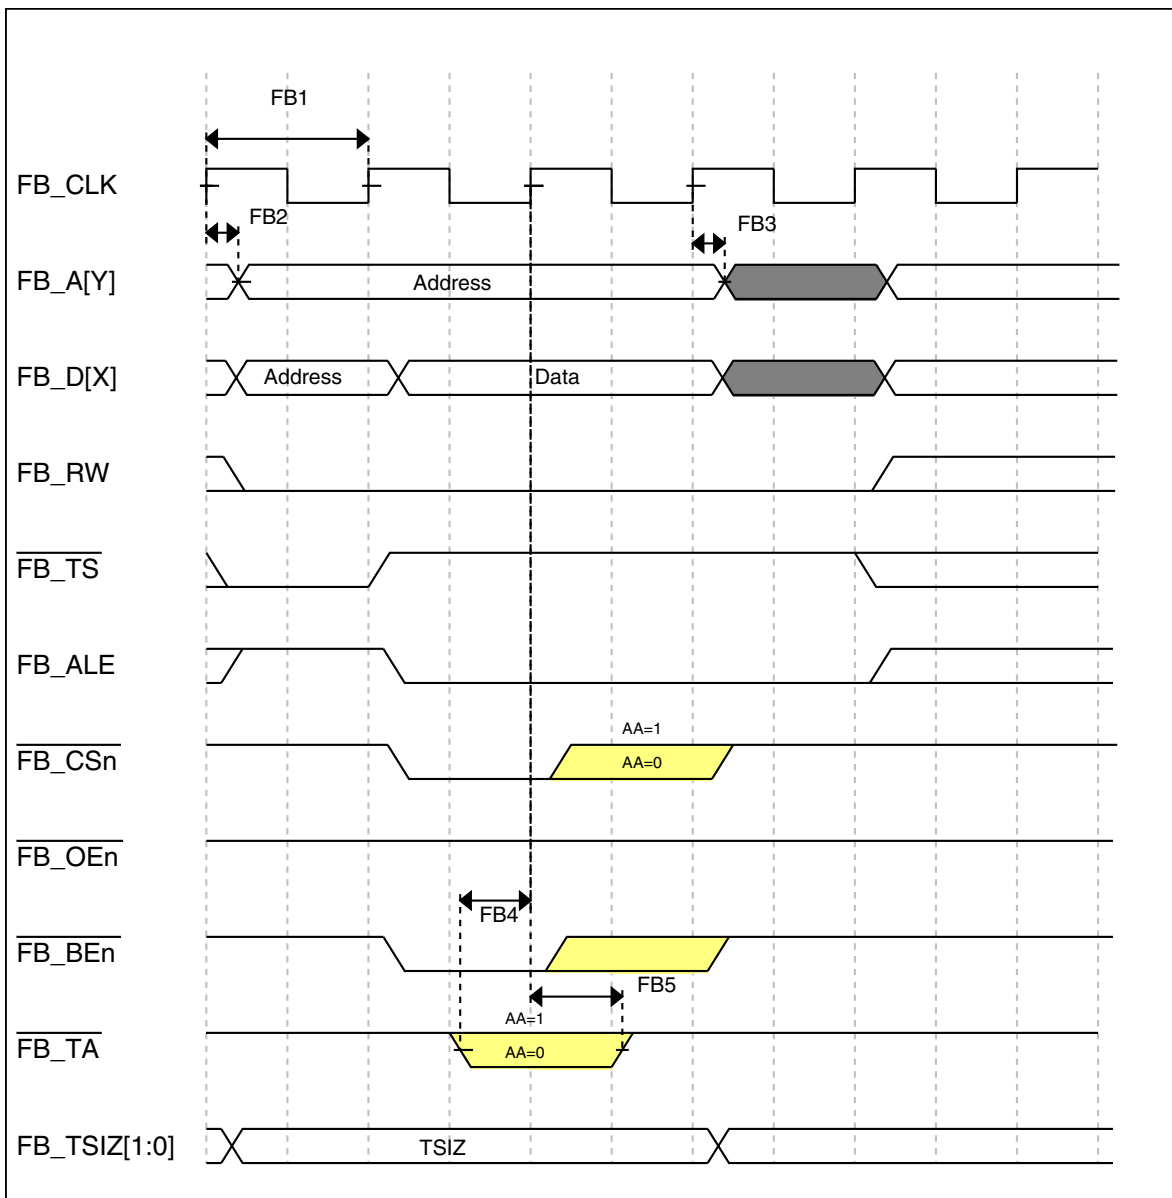 FB1
FB_CLK
FB2
FB3
FB_A[Y]
Address
FB_D[X]
Address
Data
FB_RW
FB_TS
FB_ALE
AA=1
FB_CSn
AA=0
FB_OEn
FB4
FB_BEn
FB5
AA=1
FB_TA
AA=0
FB_TSIZ[1:0]
TSIZ